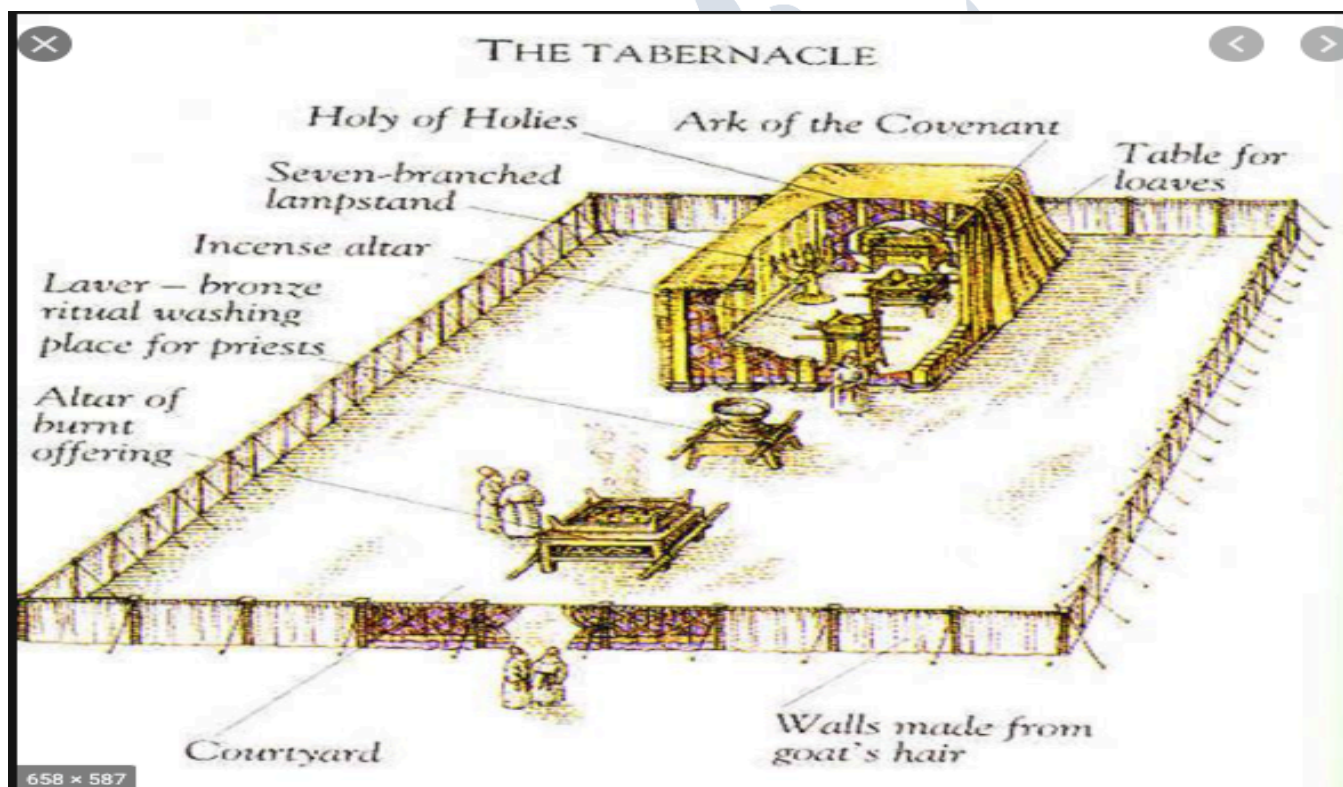 THE TABERNACLE
Holy of Holies
Ark of the Covenant
Table for
loaves
Seven-branched
lampstand
Incense altar
Laver – bronze
ritual washing
place for priests
Altar of
burnt
offering
Courtyard
Walls made from
goat's hair
658 × 587